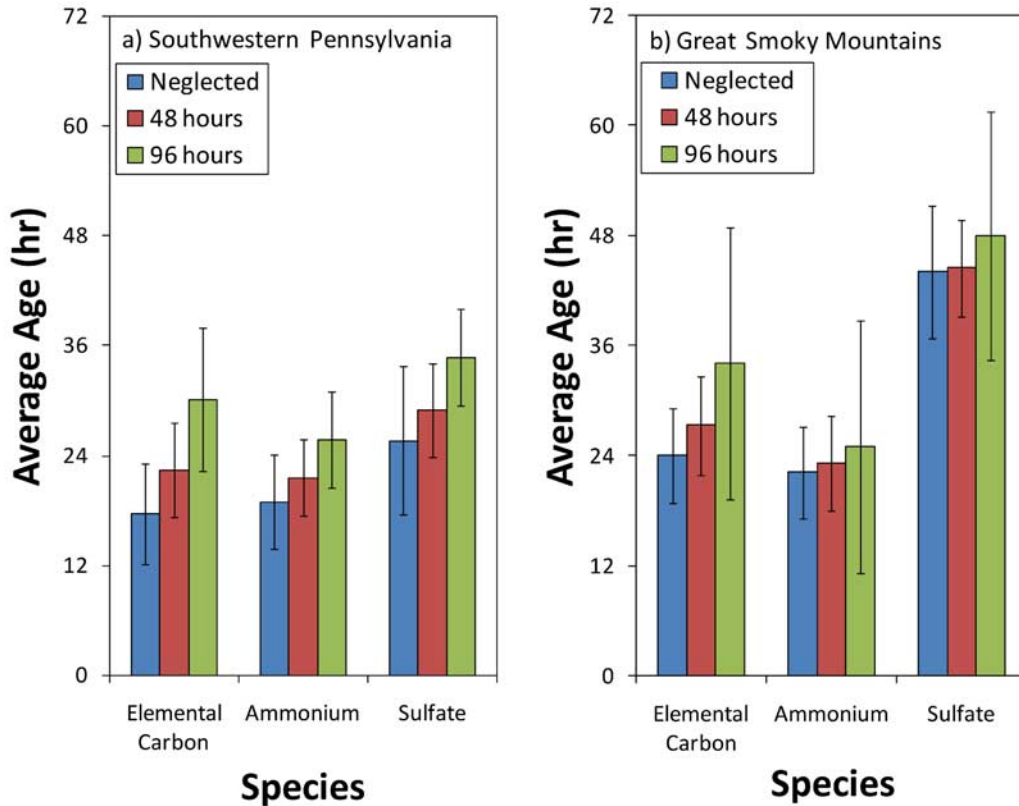 a) Southwestern Pennsylvania
Neglected
48 hours
96 hours
72
60
48
36
24
12
0
Average Age (hr)
Elemental
Carbon
Ammonium
Sulfate
Species
b) Great Smoky Mountains
Neglected
48 hours
96 hours
72
60
48
36
24
12
0
Average Age (hr)
Elemental
Carbon
Ammonium
Sulfate
Species